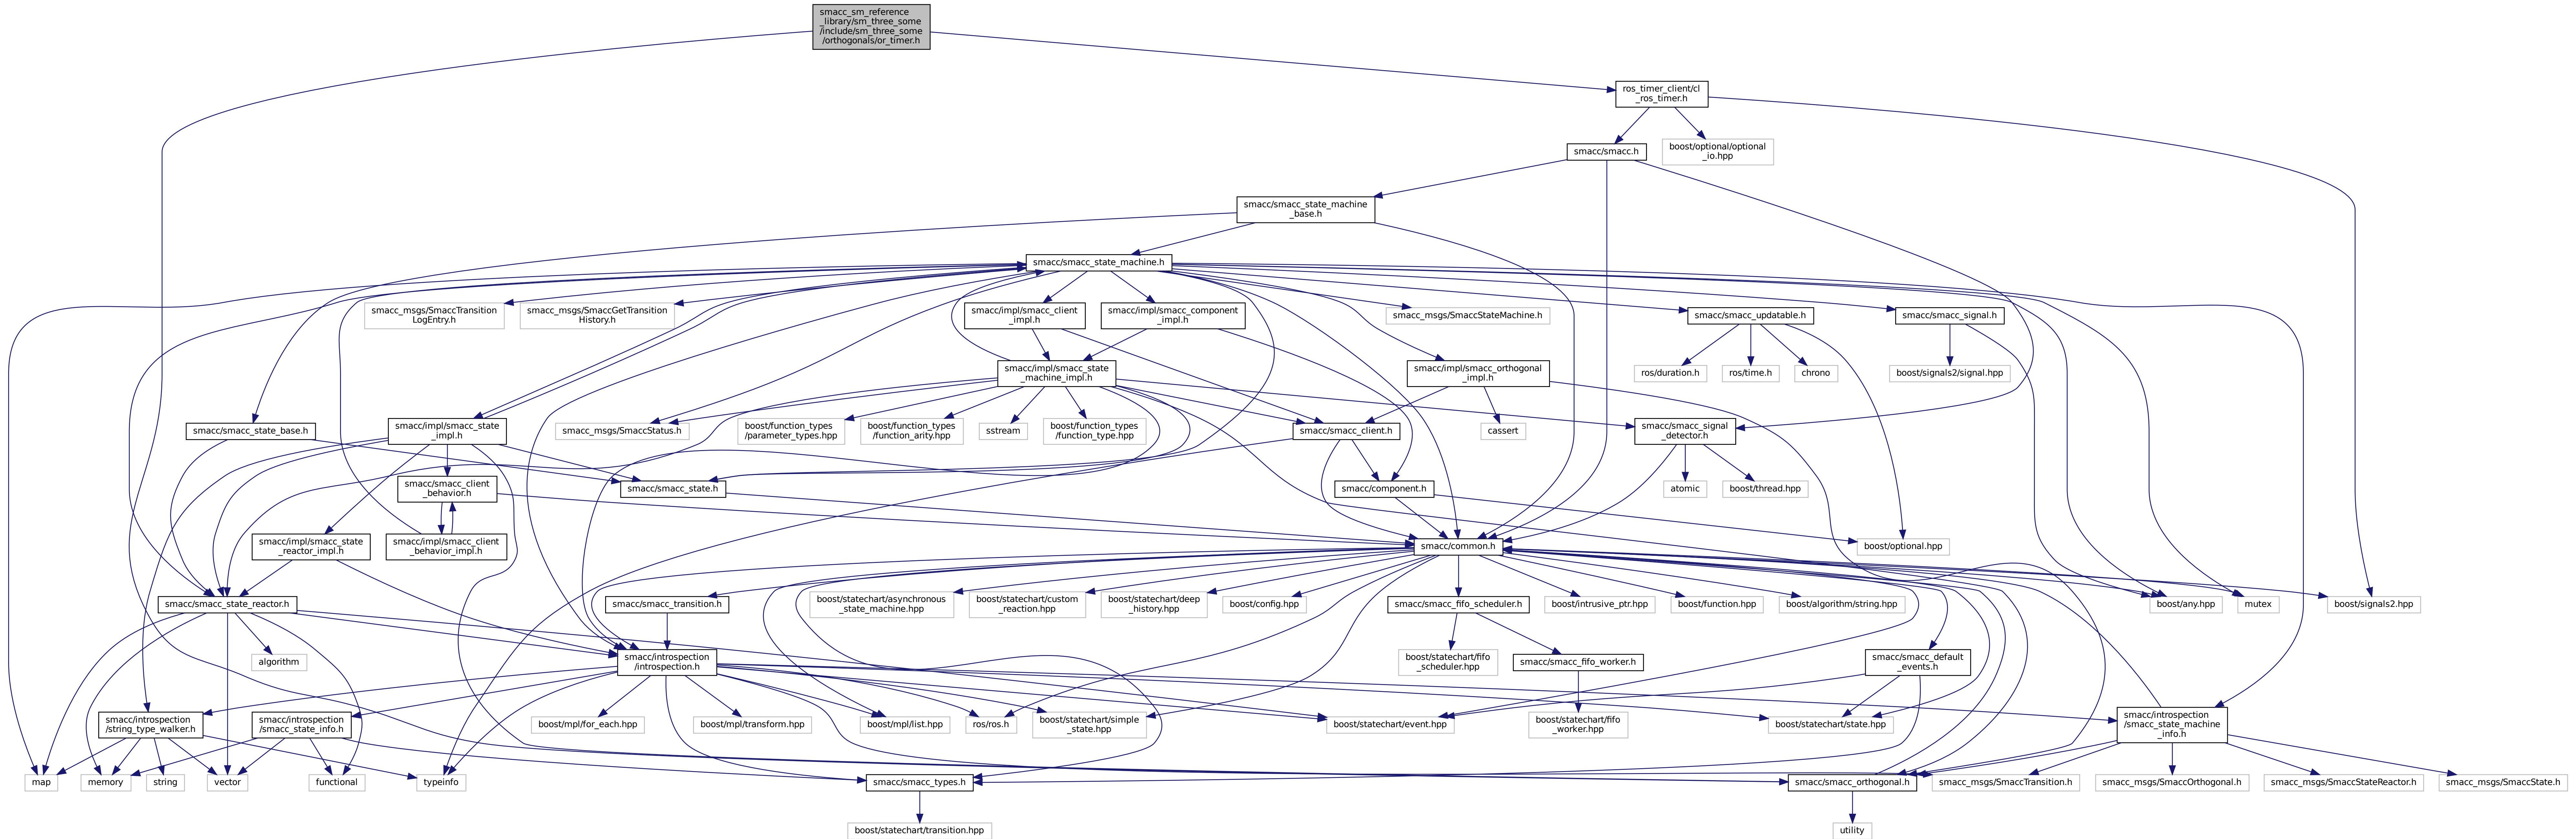 smacc_sm_reference
_library/sm_three_some
/include/sm_three_some
/orthogonals/or_timer.h
ros_timer_client/cl
_ros_timer.h
smacc/smacc.h
boost/optional/optional
_io.hpp
smacc/smacc_state_machine
_base.h
smacc/smacc_state_machine.h
smacc_msgs/SmaccTransition
LogEntry.h
smacc_msgs/SmaccGetTransition
History.h
smacc/impl/smacc_client
_impl.h
smacc/impl/smacc_component
_impl.h
smacc_msgs/SmaccStateMachine.h
smacc/smacc_updatable.h
smacc/smacc_signal.h
smacc/impl/smacc_state
_machine_impl.h
smacc/impl/smacc_orthogonal
_impl.h
ros/duration.h
ros/time.h
chrono
boost/signals2/signal.hpp
smacc/smacc_state_base.h
smacc/impl/smacc_state
_impl.h
smacc_msgs/SmaccStatus.h
boost/function_types
/parameter_types.hpp
boost/function_types
/function_arity.hpp
sstream
boost/function_types
/function_type.hpp
smacc/smacc_client.h
cassert
smacc/smacc_signal
_detector.h
smacc/smacc_client
_behavior.h
smacc/smacc_state.h
smacc/component.h
atomic
boost/thread.hpp
smacc/impl/smacc_state
_reactor_impl.h
smacc/impl/smacc_client
_behavior_impl.h
smacc/common.h
boost/optional.hpp
smacc/smacc_state_reactor.h
smacc/smacc_transition.h
boost/statechart/asynchronous
_state_machine.hpp
boost/statechart/custom
_reaction.hpp
boost/statechart/deep
_history.hpp
boost/config.hpp
smacc/smacc_fifo_scheduler.h
boost/intrusive_ptr.hpp
boost/function.hpp
boost/algorithm/string.hpp
boost/any.hpp
mutex
boost/signals2.hpp
algorithm
smacc/introspection
/introspection.h
boost/statechart/fifo
_scheduler.hpp
smacc/smacc_fifo_worker.h
smacc/smacc_default
_events.h
smacc/introspection
/string_type_walker.h
smacc/introspection
/smacc_state_info.h
boost/mpl/for_each.hpp
boost/mpl/transform.hpp
boost/mpl/list.hpp
ros/ros.h
boost/statechart/simple
_state.hpp
boost/statechart/event.hpp
boost/statechart/fifo
_worker.hpp
boost/statechart/state.hpp
smacc/introspection
/smacc_state_machine
_info.h
map
memory
string
vector
functional
typeinfo
smacc/smacc_types.h
smacc/smacc_orthogonal.h
smacc_msgs/SmaccTransition.h
smacc_msgs/SmaccOrthogonal.h
smacc_msgs/SmaccStateReactor.h
smacc_msgs/SmaccState.h
boost/statechart/transition.hpp
utility